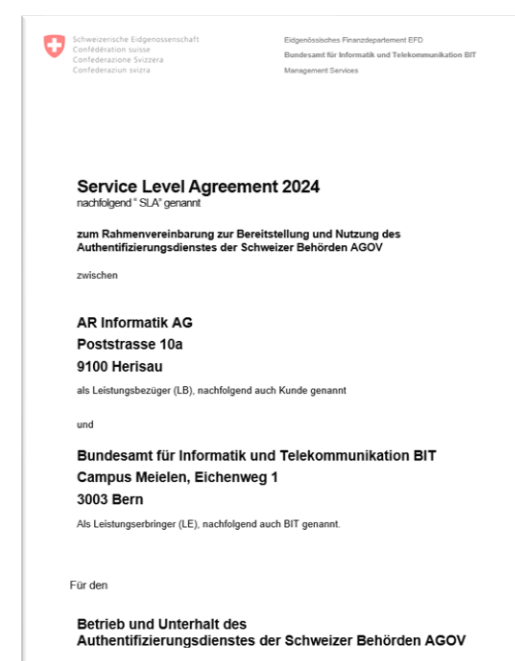 Schweizerische Eidgenossenschaft
Confédération suisse
Confederazione Svizzera
Confederaziun svizra
Eidgenössisches Finanzdepartement EFD
Bundesamt für Informatik und Telekommunikation BIT
Management Services
Service Level Agreement 2024
nachfolgend " SLA" genannt
zum Rahmenvereinbarung zur Bereitstellung und Nutzung des
Authentifizierungsdienstes der Schweizer Behörden AGOV
zwischen
AR Informatik AG
Poststrasse 10a
9100 Herisau
als Leistungsbezüger (LB), nachfolgend auch Kunde genannt
und
Bundesamt für Informatik und Telekommunikation BIT
Campus Meielen, Eichenweg 1
3003 Bern
Als Leistungserbringer (LE), nachfolgend auch BIT genannt.
Für den
Betrieb und Unterhalt des
Authentifizierungsdienstes der Schweizer Behörden AGOV